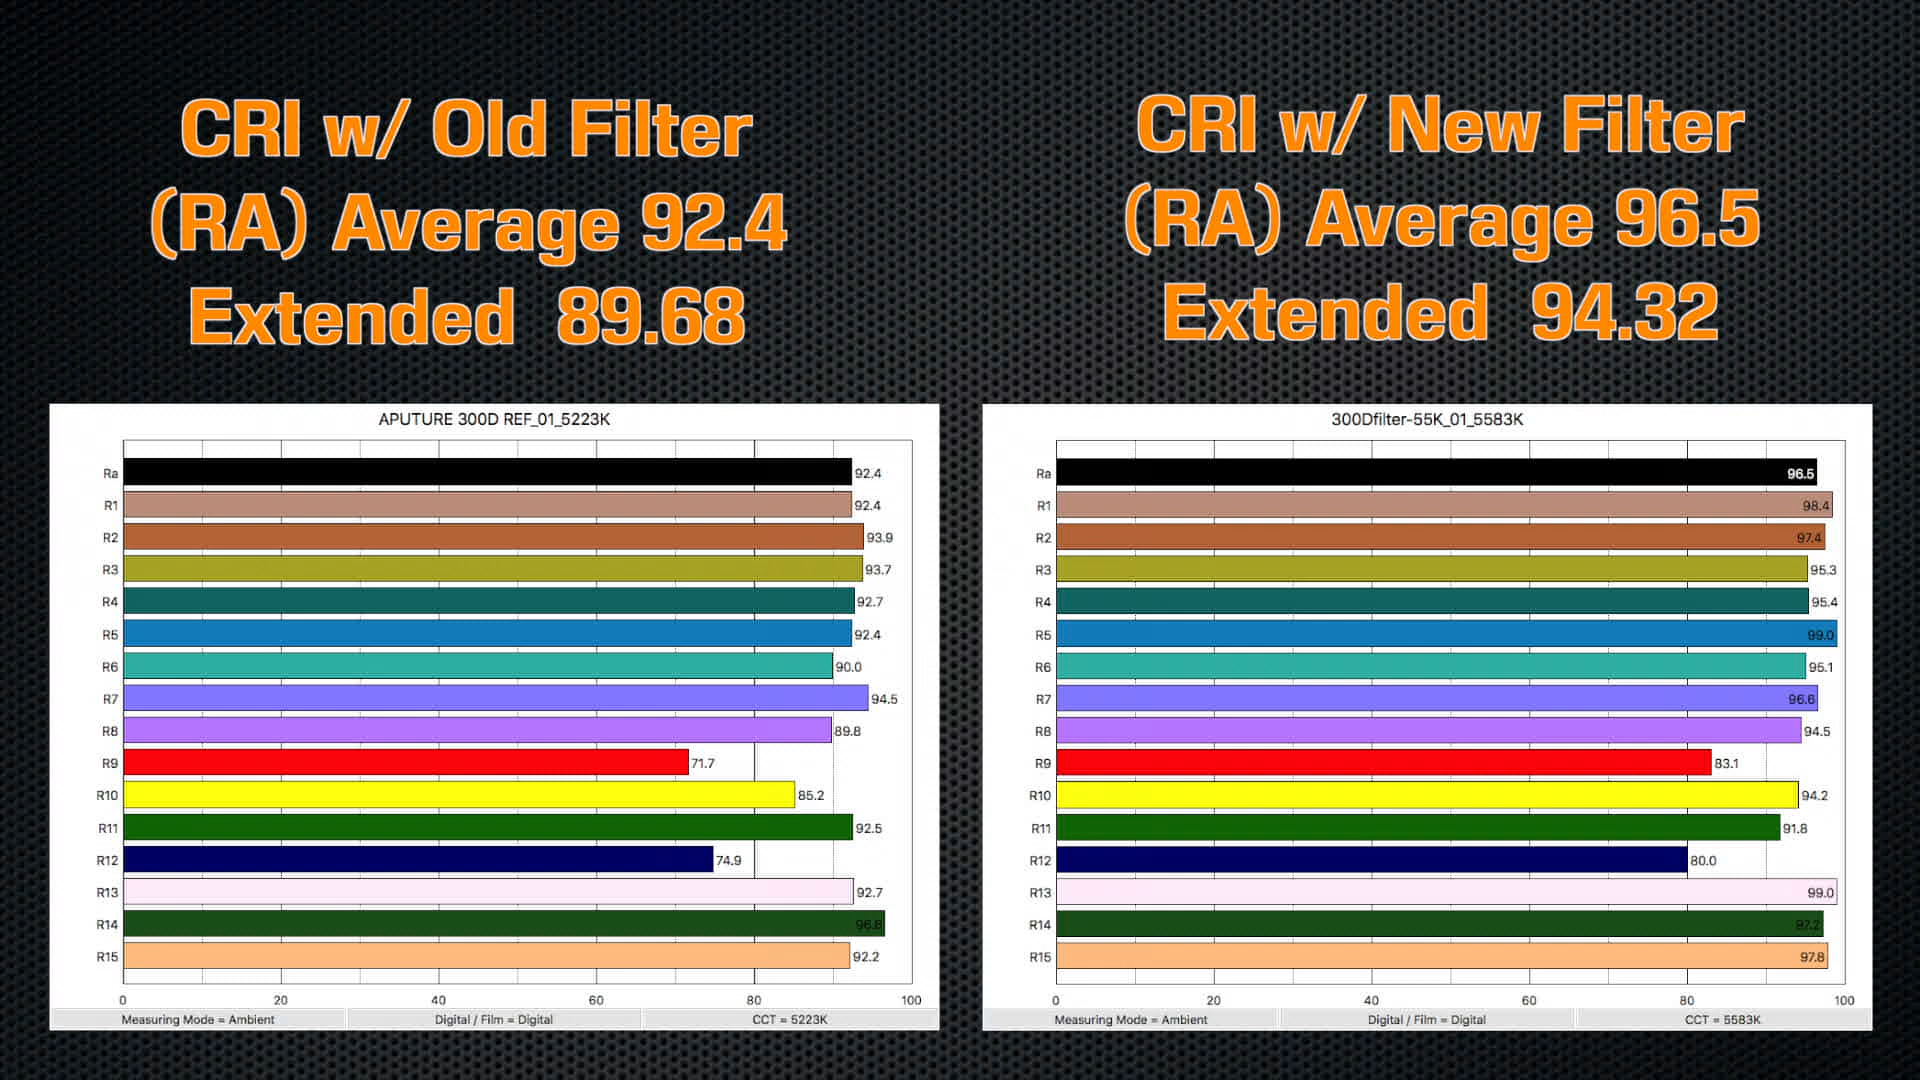 CRI w/ Old Filter
(RA) Average 92.4
Extended 89.68
CRI w/ New Filter
(RA) Average 96.5
Extended 94.32
APUTURE 300D REF_01_5223K
Ra 92.4
R1 92.4
R2 93.9
R3 93.7
R4 92.7
R5 92.4
R6 90.0
R7 94.5
R8 89.8
R9 71.7
R10 85.2
R11 92.5
R12 74.9
R13 92.7
R14
R15 92.2
0 20 40 60 80 100
Measuring Mode = Ambient Digital / Film = Digital CCT = 5223K
300Dfilter-55K_01_5583K
Ra 96.5
R1 98.4
R2 97.4
R3 95.3
R4 95.4
R5 99.0
R6 95.1
R7 96.6
R8 94.5
R9 83.1
R10 94.2
R11 91.8
R12 80.0
R13 99.0
R14 97.2
R15 97.8
0 20 40 60 80 100
Measuring Mode = Ambient Digital / Film = Digital CCT = 5583K